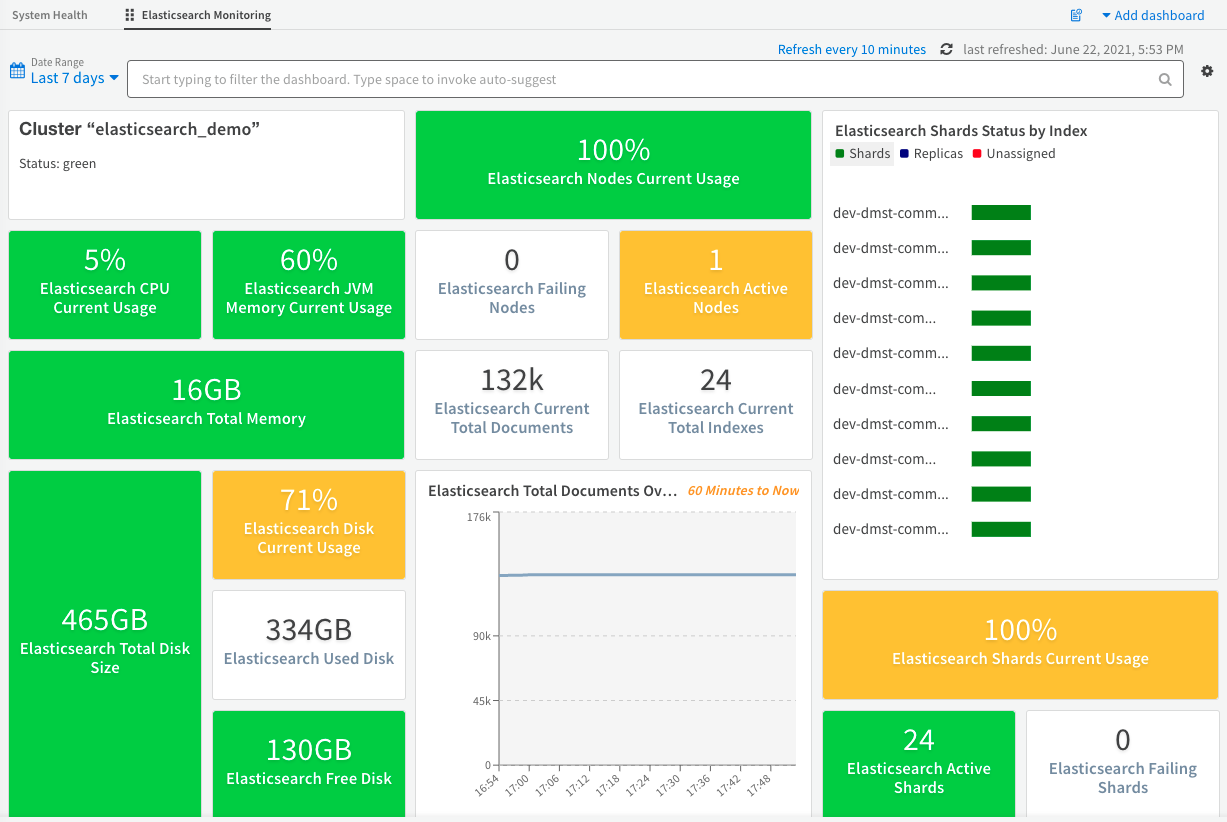 System Health
Elasticsearch Monitoring
Add dashboard
Refresh every 10 minutes
last refreshed: June 22, 2021, 5:53 PM
Date Range
Last 7 days
Start typing to filter the dashboard. Type space to invoke auto-suggest
Cluster “elasticsearch_demo”
Status: green
100%
Elasticsearch Nodes Current Usage
5%
Elasticsearch CPU
Current Usage
60%
Elasticsearch JVM
Memory Current Usage
0
Elasticsearch Failing
Nodes
1
Elasticsearch Active
Nodes
16GB
Elasticsearch Total Memory
132k
Elasticsearch Current
Total Documents
24
Elasticsearch Current
Total Indexes
465GB
Elasticsearch Total Disk
Size
71%
Elasticsearch Disk
Current Usage
334GB
Elasticsearch Used Disk
130GB
Elasticsearch Free Disk
Elasticsearch Total Documents Ov...
60 Minutes to Now
176k
90k
45k
0
16:54
17:00
17:06
17:12
17:18
17:24
17:30
17:36
17:42
17:48
Elasticsearch Shards Status by Index
Shards
Replicas
Unassigned
dev-dmst-comm...
dev-dmst-comm...
dev-dmst-comm...
dev-dmst-com...
dev-dmst-comm...
dev-dmst-com...
dev-dmst-comm...
dev-dmst-com...
dev-dmst-comm...
dev-dmst-comm...
100%
Elasticsearch Shards Current Usage
24
Elasticsearch Active
Shards
0
Elasticsearch Failing
Shards